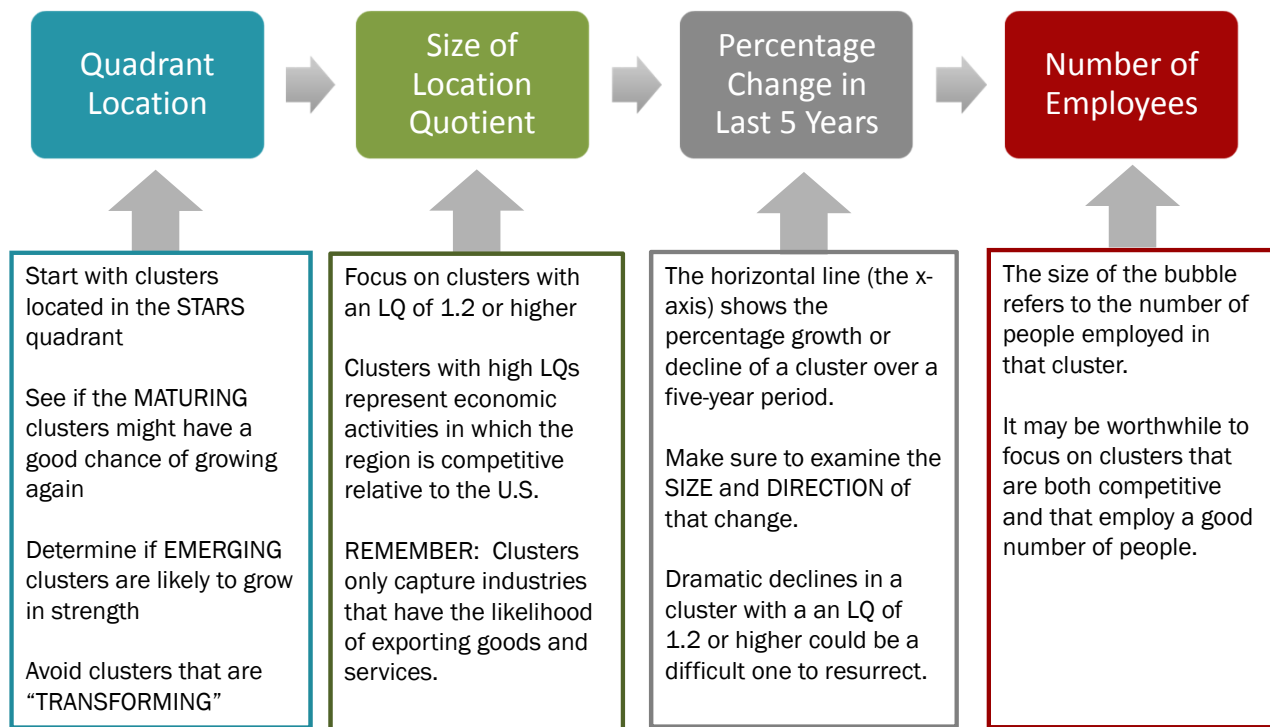 Quadrant
Location
Size of
Location
Quotient
Percentage
Change in
Last 5 Years
Number of
Employees
Start with clusters
located in the STARS
quadrant
See if the MATURING
clusters might have a
good chance of growing
again
Determine if EMERGING
clusters are likely to grow
in strength
Avoid clusters that are
“TRANSFORMING”
Focus on clusters with
an LQ of 1.2 or higher
Clusters with high LQs
represent economic
activities in which the
region is competitive
relative to the U.S.
REMEMBER: Clusters
only capture industries
that have the likelihood
of exporting goods and
services.
The horizontal line (the x-
axis) shows the
percentage growth or
decline of a cluster over a
five-year period.
Make sure to examine the
SIZE and DIRECTION of
that change.
Dramatic declines in a
cluster with a an LQ of
1.2 or higher could be a
difficult one to resurrect.
The size of the bubble
refers to the number of
people employed in
that cluster.
It may be worthwhile to
focus on clusters that
are both competitive
and that employ a good
number of people.